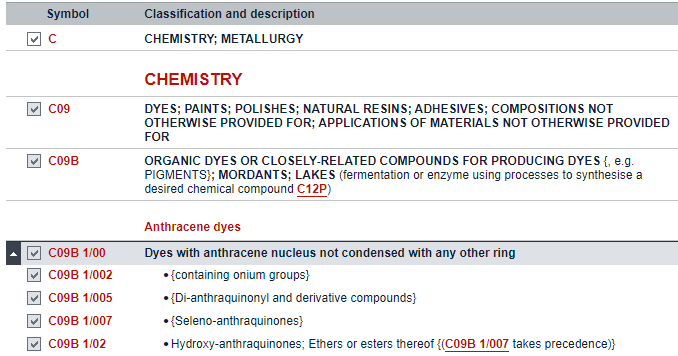 Symbol Classification and description
C CHEMISTRY; METALLURGY
CHEMISTRY
C09 DYES; PAINTS; POLISHES; NATURAL RESINS; ADHESIVES; COMPOSITIONS NOT
OTHERWISE PROVIDED FOR; APPLICATIONS OF MATERIALS NOT OTHERWISE PROVIDED
FOR
C09B ORGANIC DYES OR CLOSELY-RELATED COMPOUNDS FOR PRODUCING DYES {, e.g.
PIGMENTS}; MORDANTS; LAKES (fermentation or enzyme using processes to synthesise a
desired chemical compound C12P)
Anthracene dyes
C09B 1/00 Dyes with anthracene nucleus not condensed with any other ring
C09B 1/002 • {containing onium groups}
C09B 1/005 • {Di-anthraquinonyl and derivative compounds}
C09B 1/007 • {Seleno-anthraquinones}
C09B 1/02 • Hydroxy-anthraquinones; Ethers or esters thereof {(C09B 1/007 takes precedence)}